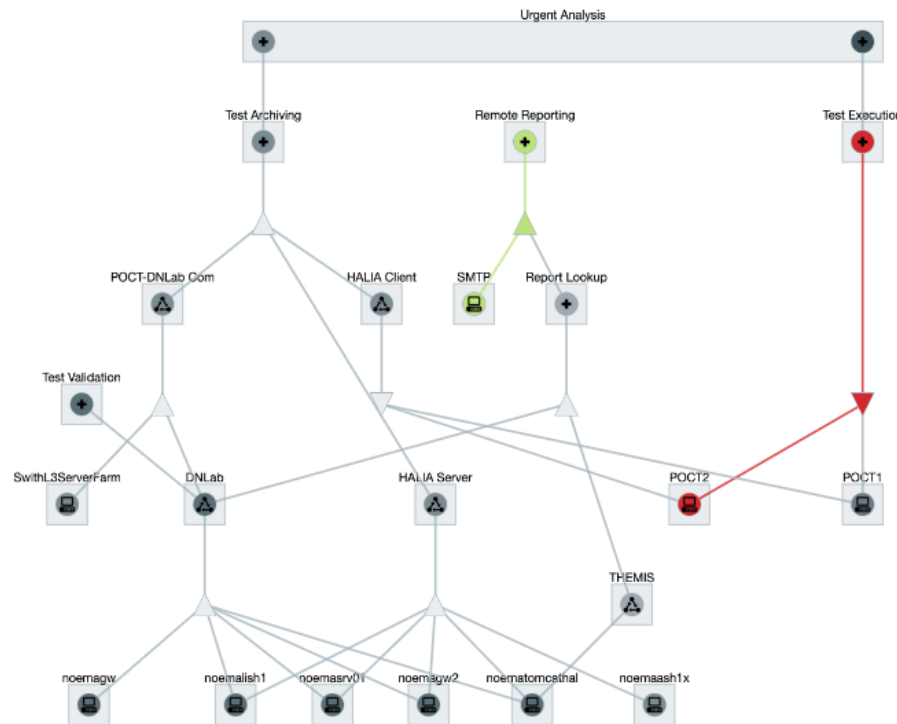 Urgent Analysis
Test Archiving
Remote Reporting
Test Execution
POCT-DNLab Com
HALIA Client
SMTP
Report Lookup
Test Validation
SwithL3ServerFarm
DNLab
HALIA Server
POCT2
POCT1
THEMIS
noemagw
noemalish1
noemasrv01
noemagw2
noematomcathal
noemaash1x